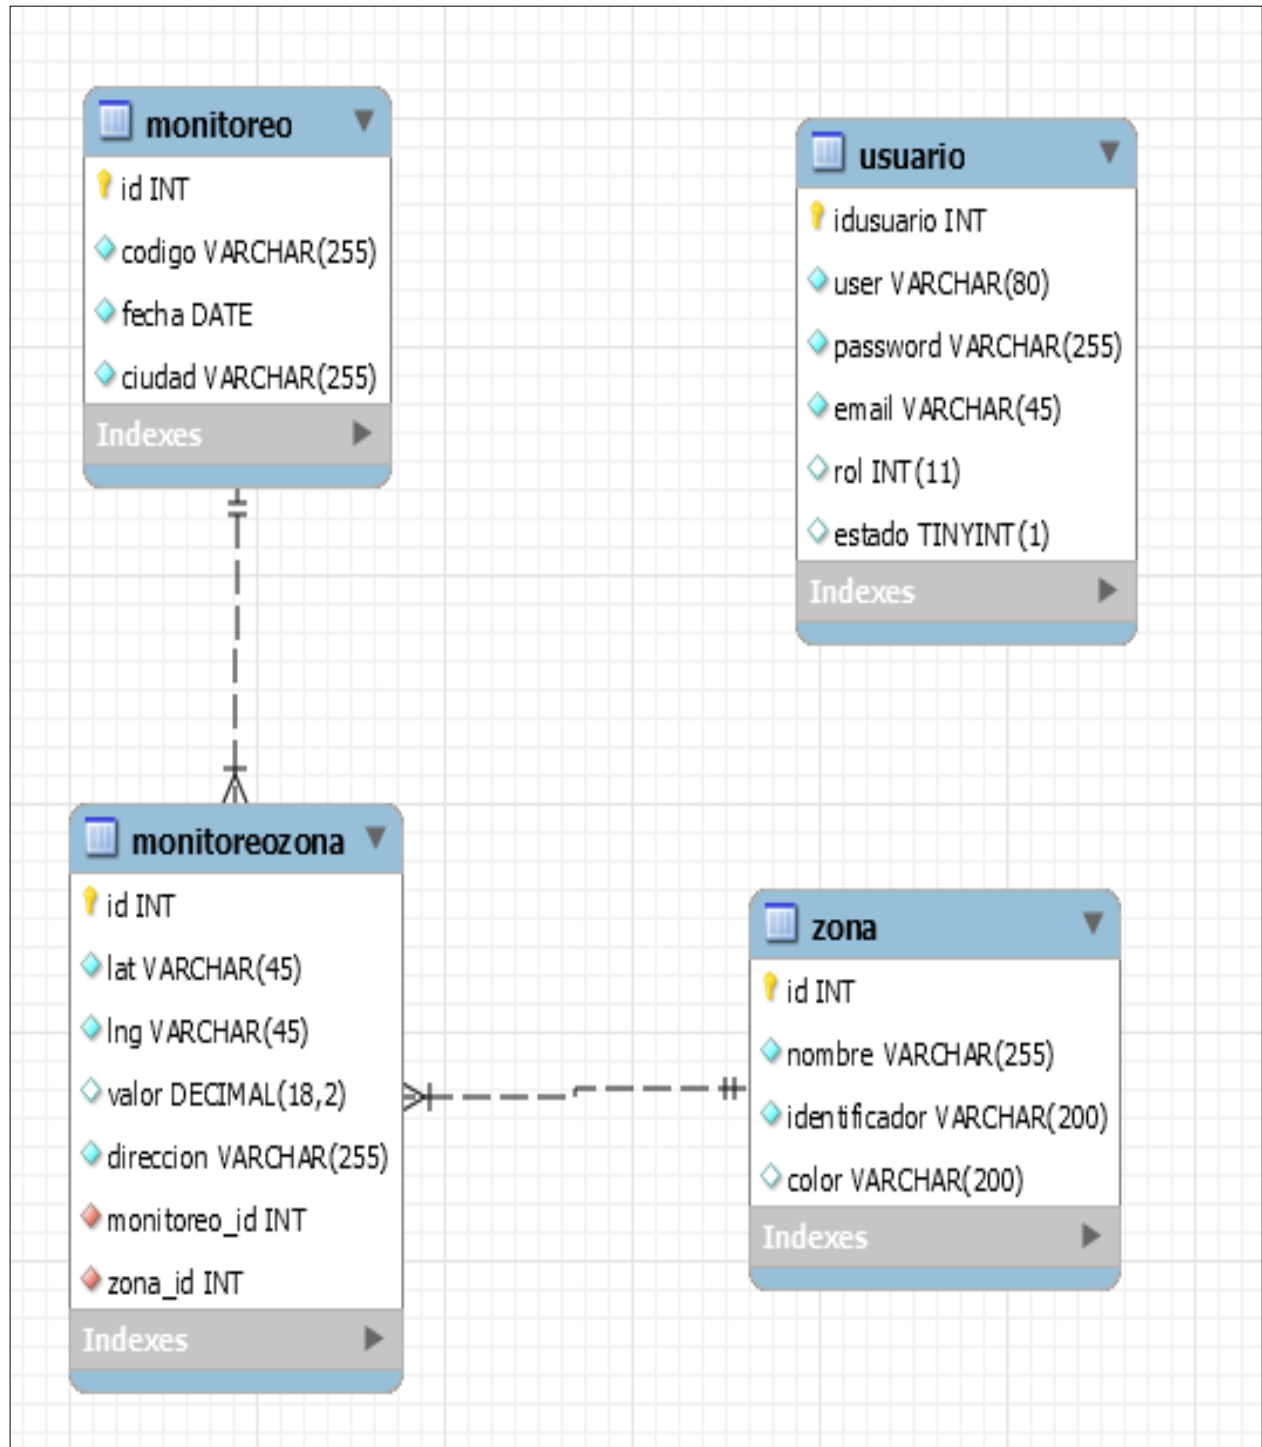 monitoreo
id INT
codigo VARCHAR(255)
fecha DATE
ciudad VARCHAR(255)
Indexes
usuario
idusuario INT
user VARCHAR(80)
password VARCHAR(255)
email VARCHAR(45)
rol INT(11)
estado TINYINT(1)
Indexes
monitoreozona
id INT
lat VARCHAR(45)
lng VARCHAR(45)
valor DECIMAL(18,2)
direccion VARCHAR(255)
monitoreo_id INT
zona_id INT
Indexes
zona
id INT
nombre VARCHAR(255)
identificador VARCHAR(200)
color VARCHAR(200)
Indexes